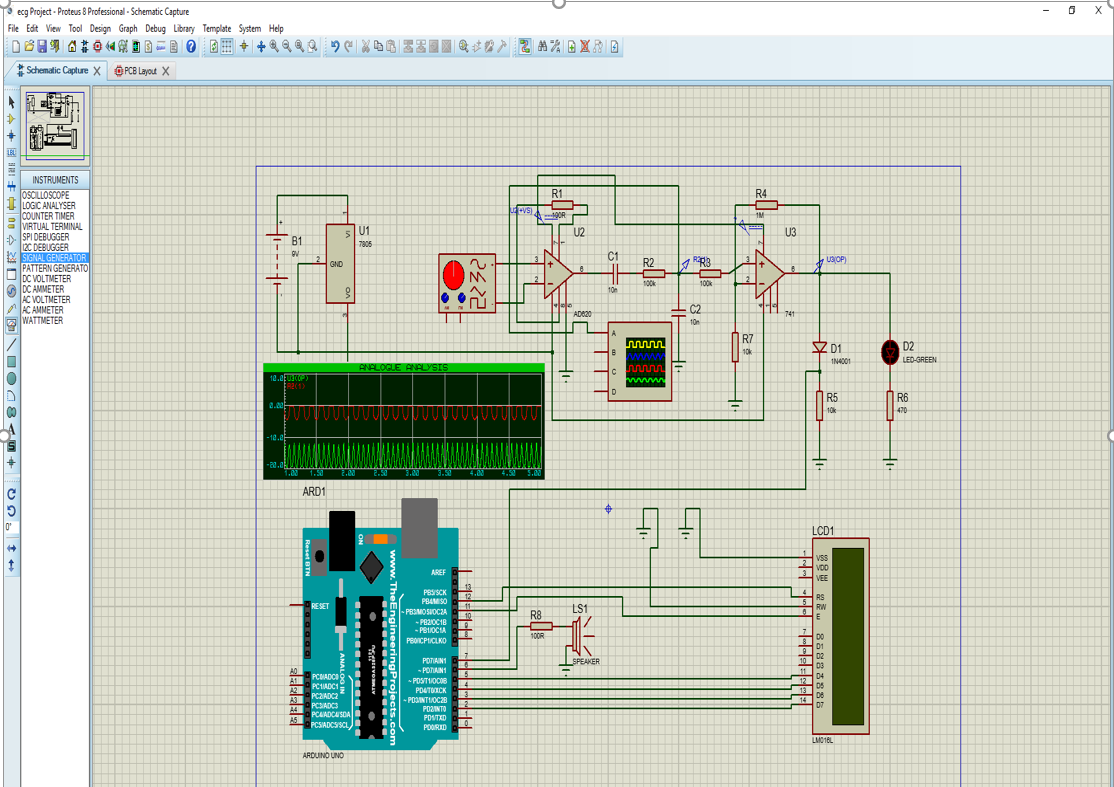 ecg Project - Proteus 8 Professional - Schematic Capture
File Edit View Tool Design Graph Debug Library Template System Help
Schematic Capture
PCB Layout
INSTRUMENTS
OSCILLOSCOPE
LOGIC ANALYSER
COUNTER TIMER
VIRTUAL TERMINAL
SPI DEBUGGER
I2C DEBUGGER
SIGNAL GENERATOR
PATTERN GENERATO
DC VOLTMETER
DC AMMETER
AC VOLTMETER
AC AMMETER
WATTMETER
LBL
0°
B1
9V
U1
7805
VI
GND
VO
1
2
3
R1
100R
U2(+VS)
U2
AD620
C1
10n
R2
100k
R3
100k
C2
10n
R4
1M
U3
741
U3(OP)
R7
10k
A
B
C
D
D1
1N4001
D2
LED-GREEN
R5
10k
R6
470
ANALOGUE ANALYSIS
U3(OP)
10.0
0.00
-10.0
-20.0
1.00 1.50 2.00 2.50 3.00 3.50 4.00 4.50 5.00
ARD1
Reset BTN
ON
www.TheEngineeringProjects.com
ANALOG IN
AREF
PB5/SCK 13
PB4/MISO 12
~ PB3/MOSI/OC2A 11
~ PB2/OC1B 10
~ PB1/OC1A 9
PB0/ICP1/CLKO 8
RESET
PD7/AIN1 7
~ PD7/AIN1 6
~ PD5/T1/OC0B 5
PD4/T0/XCK 4
~ PD3/INT1/OC2B 3
PD2/INT0 2
PD1/TXD 1
PD0/RXD 0
A0 PC0/ADC0
A1 PC1/ADC1
A2 PC2/ADC2
A3 PC3/ADC3
A4 PC4/ADC4/SDA
A5 PC5/ADC5/SCL
ARDUINO UNO
R8
100R
LS1
SPEAKER
LCD1
1 VSS
2 VDD
3 VEE
4 RS
5 RW
6 E
7 D0
8 D1
9 D2
10 D3
11 D4
12 D5
13 D6
14 D7
LM016L